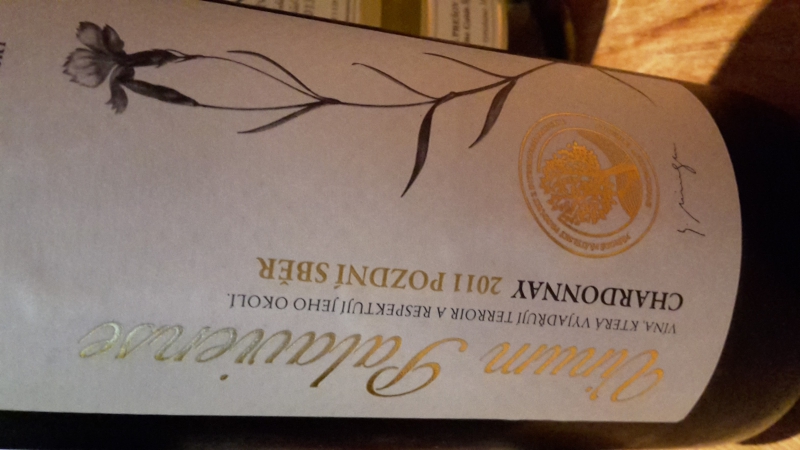 Vinum Palaviense
VÍNA, KTERÁ VYJADŘUJÍ TERROIR A RESPEKTUJÍ JEHO OKOLÍ.
CHARDONNAY 2011 POZDNÍ SBĚR